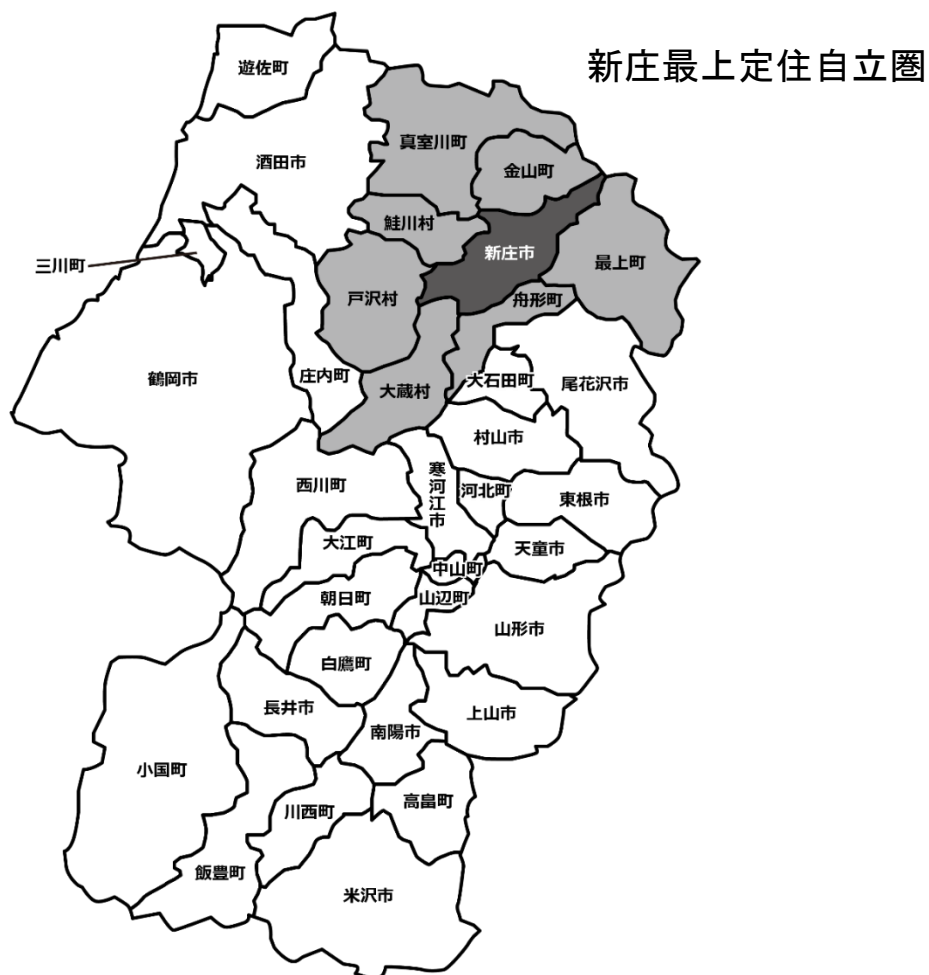 新庄最上定住自立圏
遊佐町
真室川町
酒田市
金山町
鮭川村
新庄市
最上町
三川町
戸沢村
舟形町
鶴岡市
庄内町
大蔵村
大石田町
尾花沢市
村山市
西川町
寒河江市
河北町
東根市
大江町
天童市
中山町
朝日町
山辺町
山形市
白鷹町
長井市
上山市
南陽市
小国町
川西町
高畠町
飯豊町
米沢市